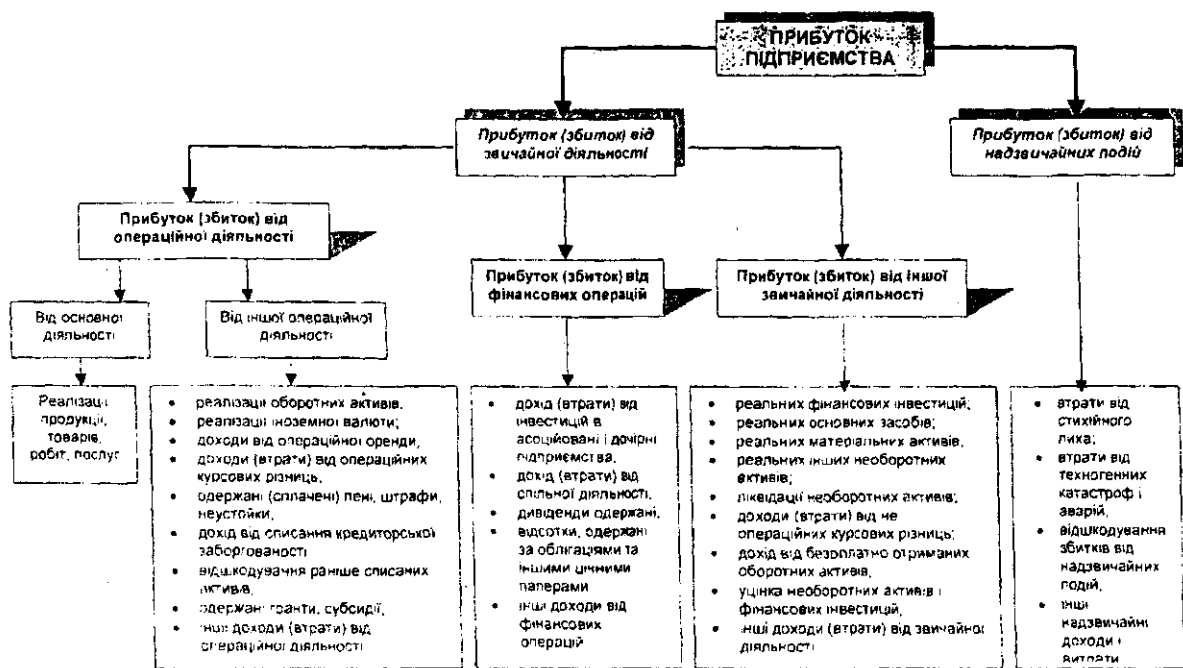 ПРИБУТОК
ПІДПРИЄМСТВА
Прибуток (збиток) від
звичайної діяльності
Прибуток (збиток) від
надзвичайних подій
Прибуток (збиток) від
операційної діяльності
Прибуток (збиток) від
фінансових операцій
Прибуток (збиток) від іншої
звичайної діяльності
Від основної
діяльності
Від іншої операційної
діяльності
Реалізації
продукції,
товарів,
робіт, послуг
• реалізації оборотних активів,
• реалізації іноземної валюти;
• доходи від операційної оренди,
• доходи (втрати) від операційних
курсових різниць,
• одержані (сплачені) пені, штрафи,
неустойки,
• дохід від списання кредиторської
заборгованості
• відшкодування раніше списаних
активів,
• одержані гранти, субсидії,
• інші доходи (втрати) від
операційної діяльності
• дохід (втрати) від
інвестицій в
асоційовані і дочірні
підприємства,
• дохід (втрати) від
спільної діяльності,
• дивіденди одержані,
• відсотки, одержані
за облігаціями та
іншими цінними
паперами
• інші доходи від
фінансових
операцій
• реальних фінансових інвестицій;
• реальних основних засобів;
• реальних матеріальних активів,
• реальних інших необоротних
активів;
• ліквідації необоротних активів;
• доходи (втрати) від не
операційних курсових різниць;
• дохід від безоплатно отриманих
оборотних активів,
• уцінка необоротних активів і
фінансових інвестицій,
• інші доходи (втрати) від звичайної
діяльності
• втрати від
стихійного
лиха;
• втрати від
техногенних
катастроф і
аварій,
• відшкодування
збитків від
надзвичайних
подій,
• інші
надзвичайні
доходи і
витрати